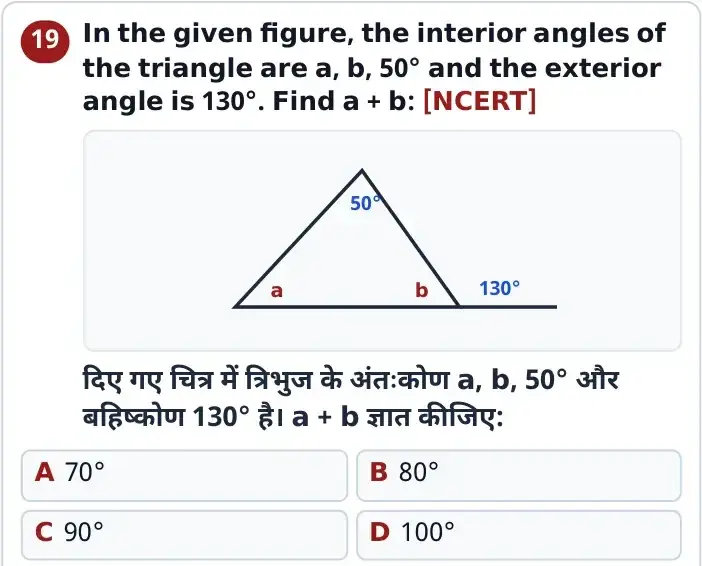 19 In the given figure, the interior angles of
the triangle are a, b, 50° and the exterior
angle is 130°. Find a + b: [NCERT]
50°
a b 130°
दिए गए चित्र में त्रिभुज के अंतःकोण a, b, 50° और
बहिष्कोण 130° है। a + b ज्ञात कीजिए:
A 70° B 80°
C 90° D 100°